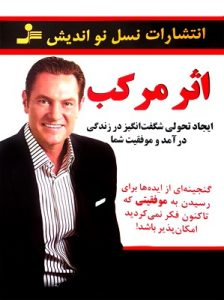 انتشارات نسل نو اندیش
اثر مرکب
ایجاد تحولی شگفت‌انگیز در زندگی
درآمد و موفقیت شما
گنجینه‌ای از ایده‌ها برای
رسیدن به موفقیتی که
تاکنون فکر نمی‌کردید
امکان‌پذیر باشد!